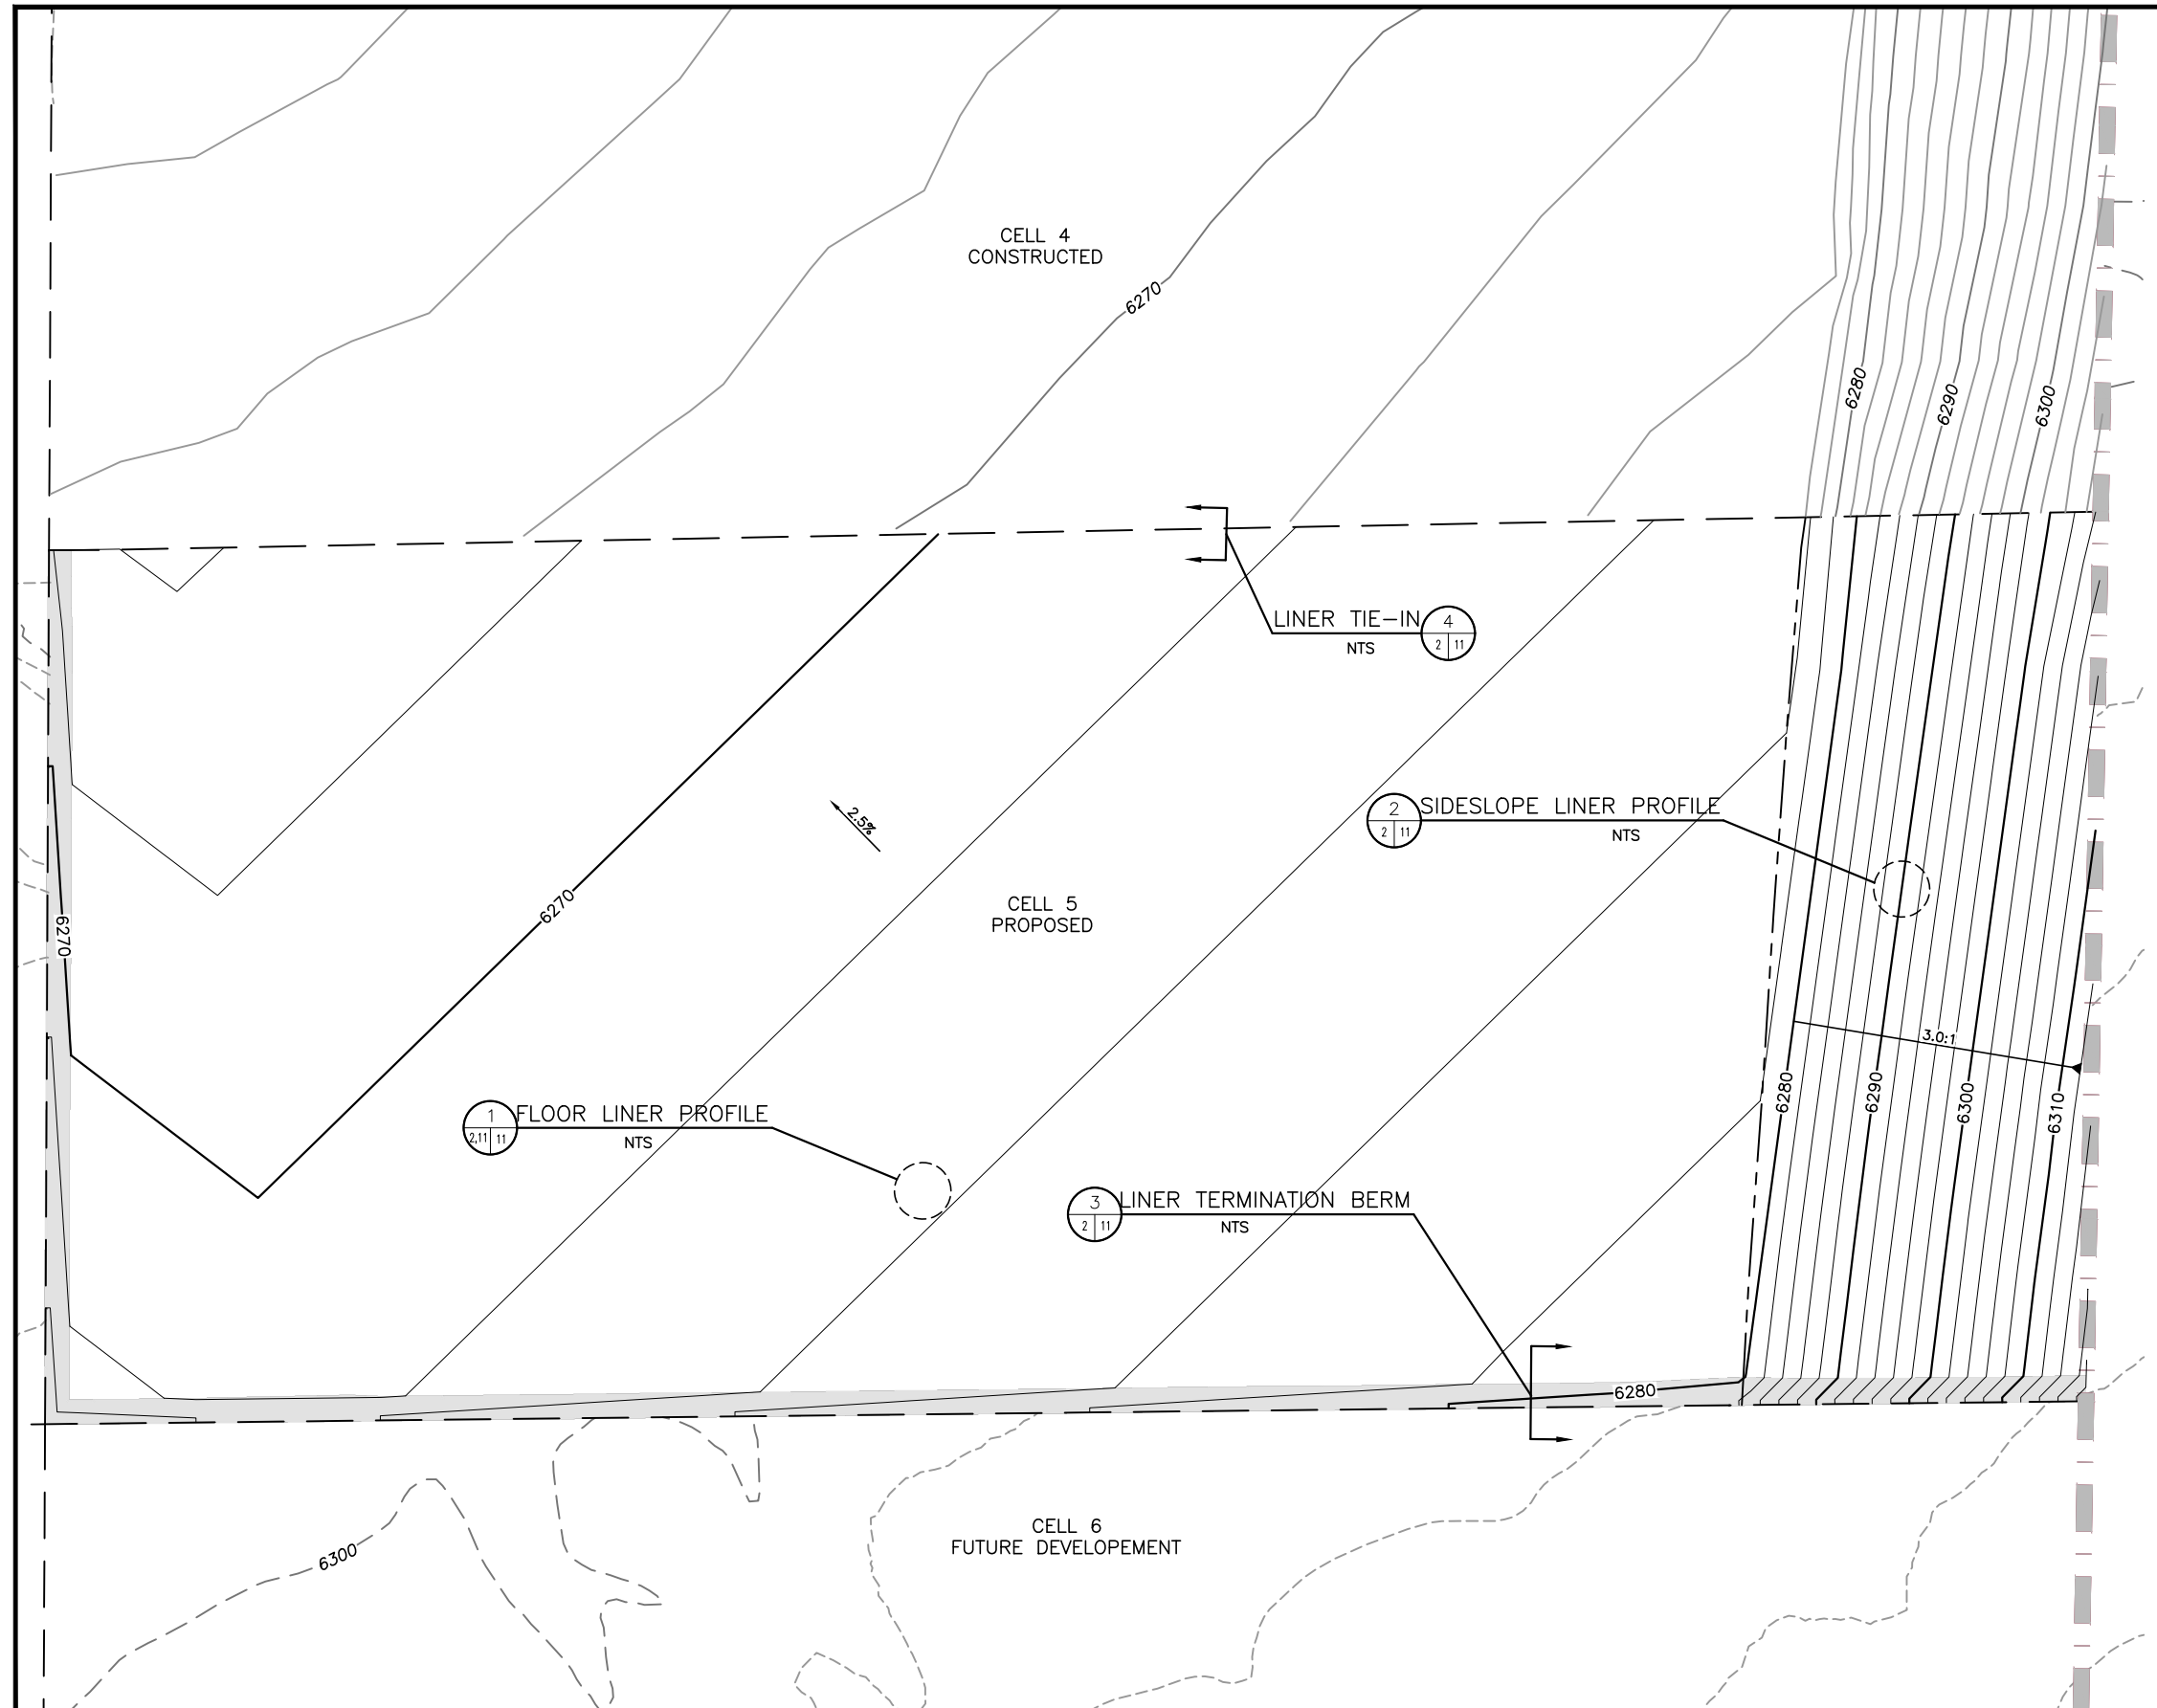 CELL 4
CONSTRUCTED
6270
6280
6290
6300
LINER TIE-IN
NTS
4
2
11
2
2
11
SIDESLOPE LINER PROFILE
NTS
2.5%
6270
6270
CELL 5
PROPOSED
3.0:1
6280
6290
6300
6310
1
2,11
11
FLOOR LINER PROFILE
NTS
3
2
11
LINER TERMINATION BERM
NTS
6280
CELL 6
FUTURE DEVELOPEMENT
6300